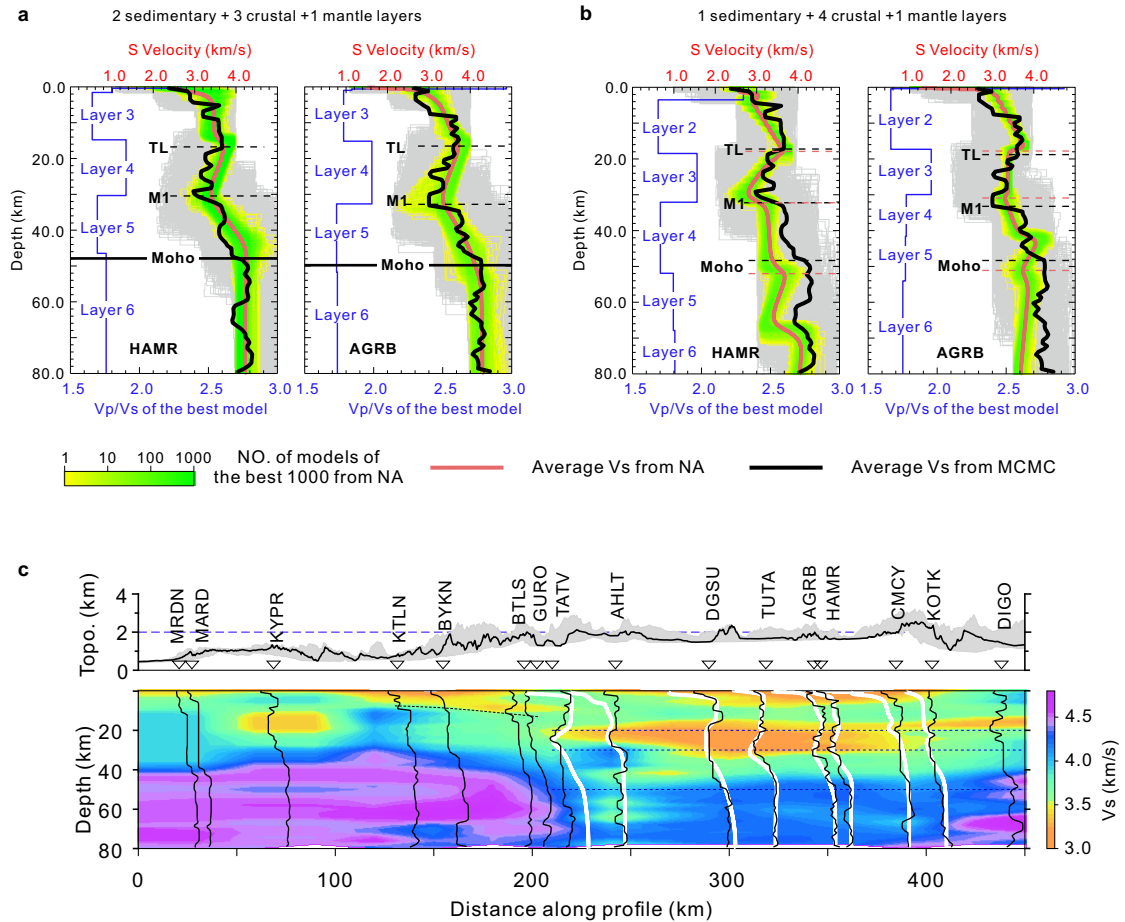 a
2 sedimentary + 3 crustal +1 mantle layers
b
1 sedimentary + 4 crustal +1 mantle layers
S Velocity (km/s)
S Velocity (km/s)
S Velocity (km/s)
S Velocity (km/s)
1.0 2.0 3.0 4.0
1.0 2.0 3.0 4.0
1.0 2.0 3.0 4.0
1.0 2.0 3.0 4.0
Depth (km)
0.0
20.0
40.0
60.0
80.0
Layer 3
TL
Layer 4
M1
Layer 5
Moho
Layer 6
HAMR
Layer 3
TL
Layer 4
M1
Layer 5
Moho
Layer 6
AGRB
1.5 2.0 2.5 3.0
1.5 2.0 2.5 3.0
Vp/Vs of the best model
Vp/Vs of the best model
Depth (km)
0.0
20.0
40.0
60.0
80.0
Layer 2
TL
Layer 3
M1
Layer 4
Moho
Layer 5
Layer 6
HAMR
Layer 2
TL
Layer 3
M1
Layer 4
Layer 5
Moho
Layer 6
AGRB
1.5 2.0 2.5 3.0
1.5 2.0 2.5 3.0
Vp/Vs of the best model
Vp/Vs of the best model
1 10 100 1000
NO. of models of
the best 1000 from NA
Average Vs from NA
Average Vs from MCMC
c
Topo. (km)
4
2
0
MRDN
MARD
KYPR
KTLN
BYKN
BTLS
GURO
TATV
AHLT
DGSU
TUTA
AGRB
HAMR
CMCY
KOTK
DIGO
Depth (km)
20
40
60
80
0 100 200 300 400
Distance along profile (km)
4.5
4.0
3.5
3.0
Vs (km/s)